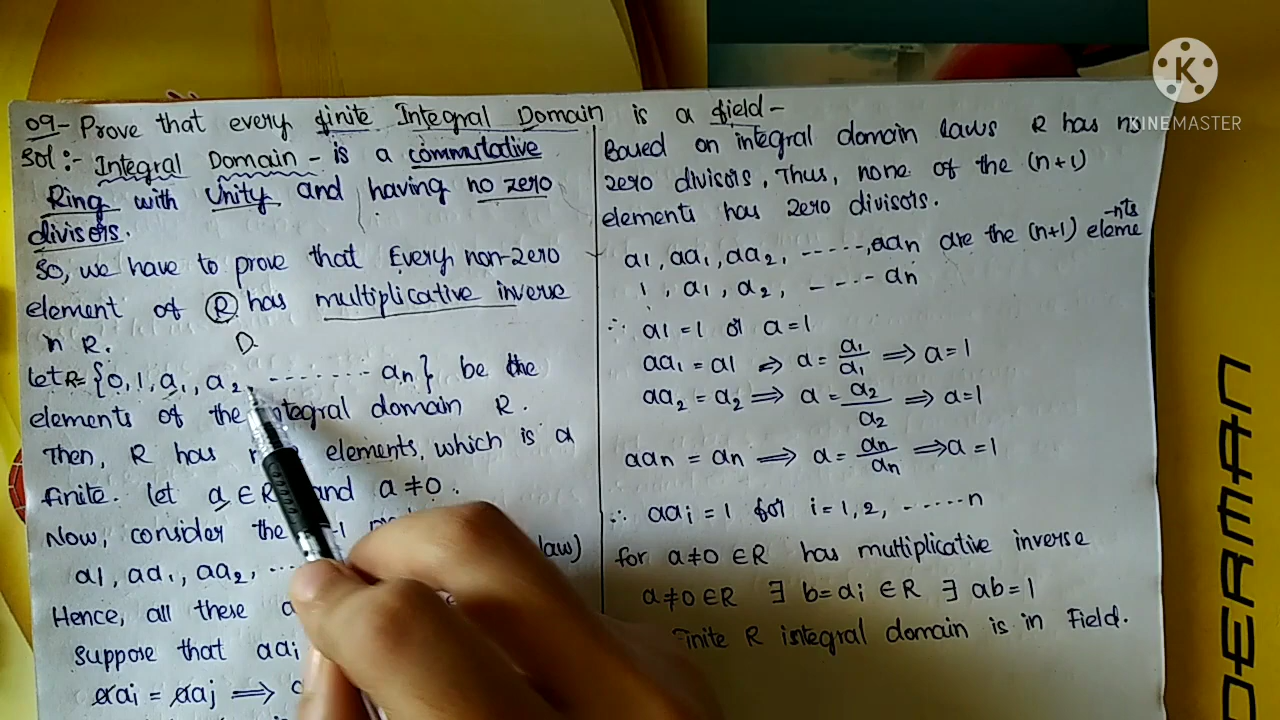 09- Prove that every finite Integral Domain is a field-
Sol:- Integral Domain - is a commutative
Ring with Unity and having no zero
divisors.
So, we have to prove that Every non-zero
element of R has multiplicative inverse
n R.
D
Let R= {0, 1, a₁, a₂, ------- aₙ} be the
elements of the integral domain R.
Then, R has elements, which is a
finite. let a ∈ R and a ≠ 0.
Now, consider the
a1, aa₁, aa₂, law)
Hence, all these
Suppose that aaᵢ
aaᵢ = aaⱼ ⟹
Based on integral domain laws R has no
zero divisors, Thus, none of the (n+1)
elements has zero divisors.
a1, aa₁, aa₂, ------, aaₙ are the (n+1) eleme-nts
1, a₁, a₂, ---- aₙ
∴ a1 = 1 or a = 1
aa₁ = a1 ⇒ a = a₁/a₁ ⟹ a = 1
aa₂ = a₂ ⟹ a = a₂/a₂ ⟹ a = 1
aaₙ = aₙ ⟹ a = aₙ/aₙ ⟹ a = 1
∴ aaᵢ = 1 for i = 1, 2, ------ n
for a ≠ 0 ∈ R has multiplicative inverse
a ≠ 0 ∈ R ∃ b = aᵢ ∈ R ∃ ab = 1
Finite R integral domain is in Field.
K
KINEMASTER
DERMAN